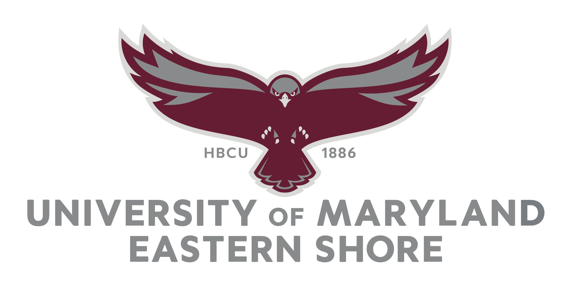 HBCU 1886
UNIVERSITY OF MARYLAND
EASTERN SHORE